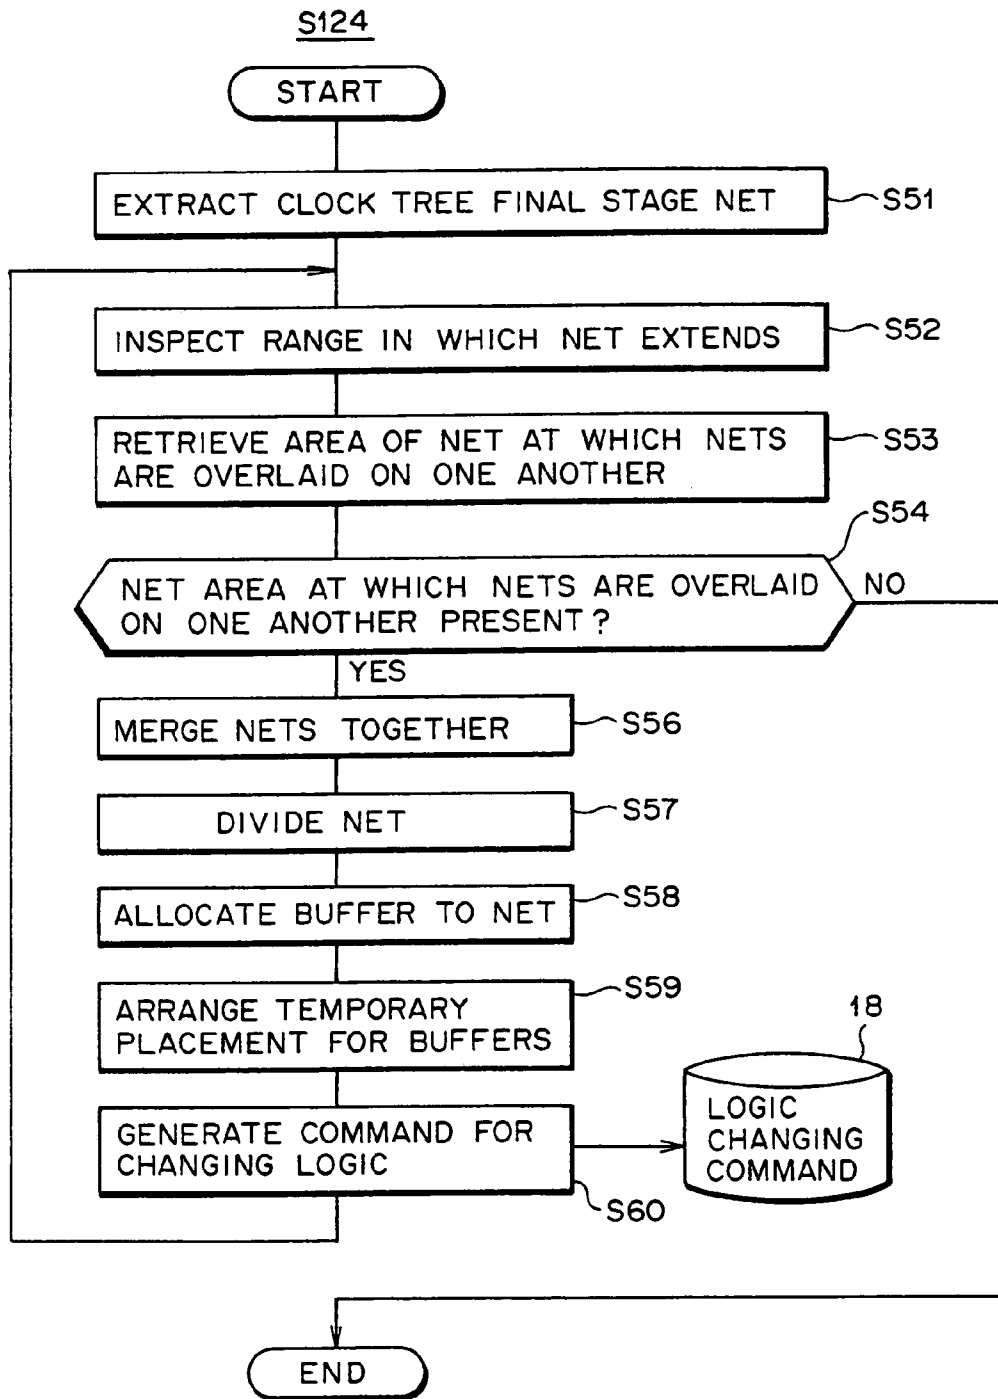 S124
START
EXTRACT CLOCK TREE FINAL STAGE NET
S51
INSPECT RANGE IN WHICH NET EXTENDS
S52
RETRIEVE AREA OF NET AT WHICH NETS
ARE OVERLAID ON ONE ANOTHER
S53
S54
NET AREA AT WHICH NETS ARE OVERLAID
ON ONE ANOTHER PRESENT?
NO
YES
MERGE NETS TOGETHER
S56
DIVIDE NET
S57
ALLOCATE BUFFER TO NET
S58
ARRANGE TEMPORARY
PLACEMENT FOR BUFFERS
S59
GENERATE COMMAND FOR
CHANGING LOGIC
S60
18
LOGIC
CHANGING
COMMAND
END